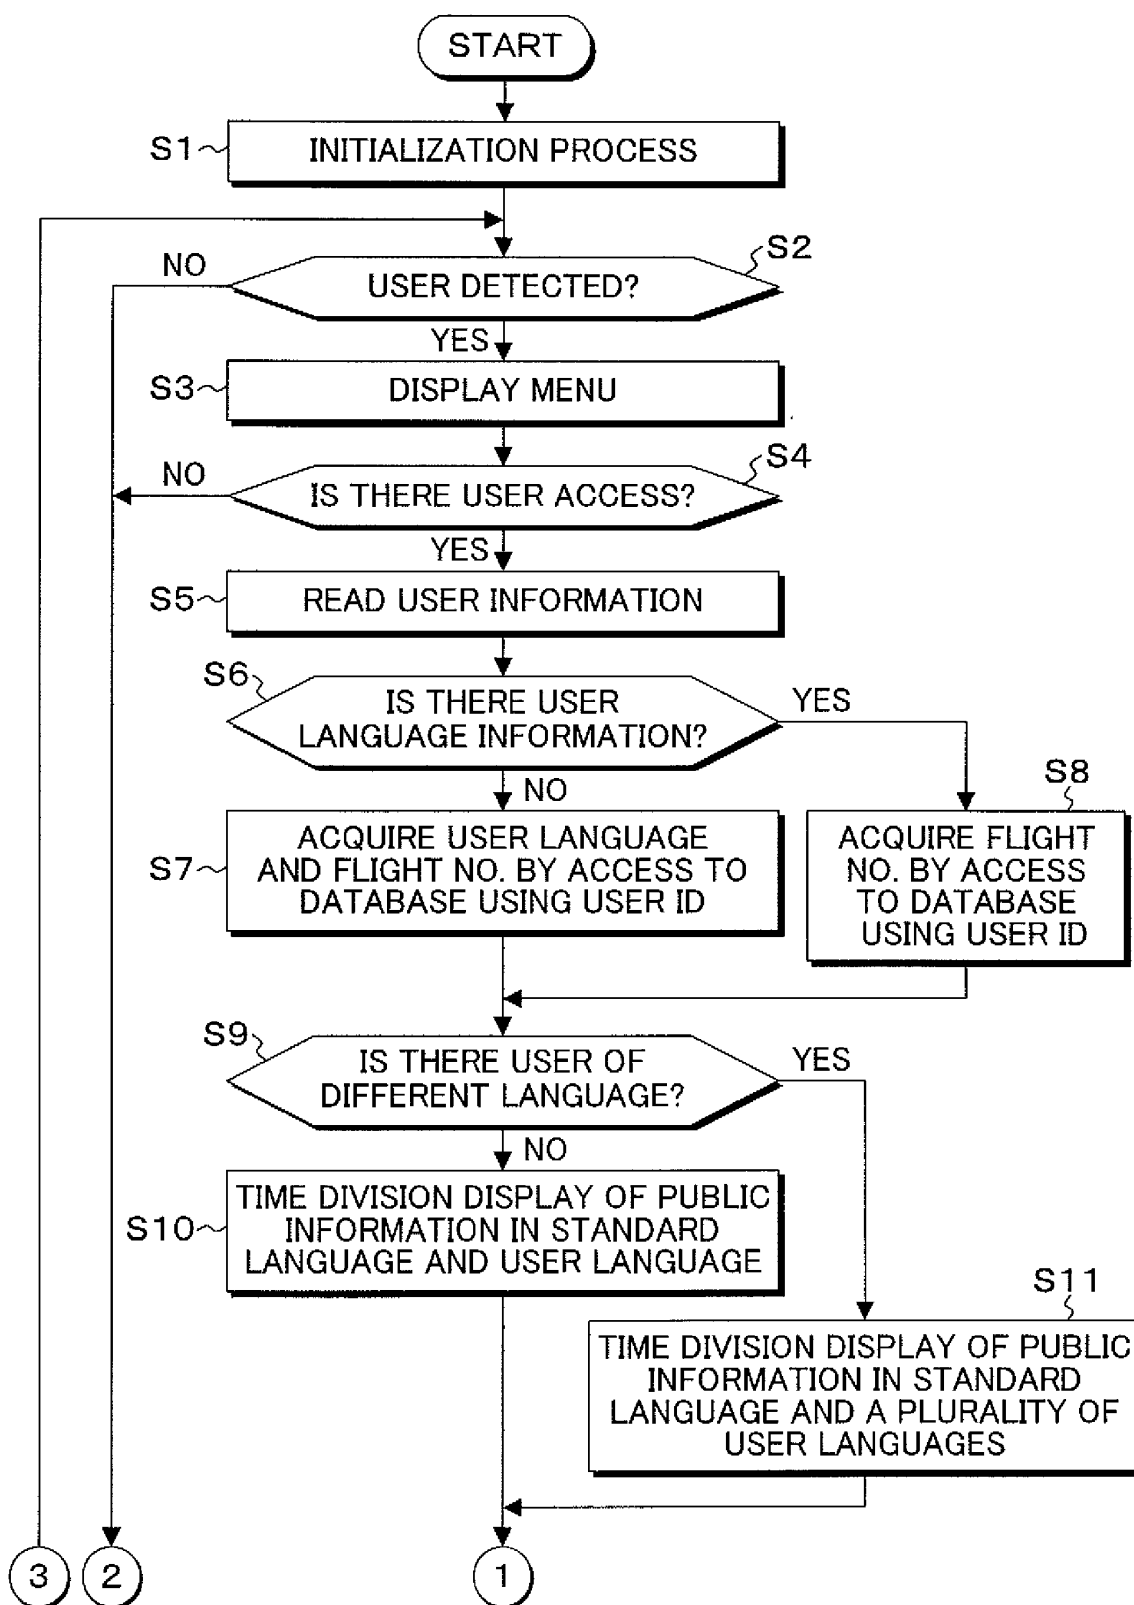 START
S1
INITIALIZATION PROCESS
S2
NO
USER DETECTED?
YES
S3
DISPLAY MENU
S4
NO
IS THERE USER ACCESS?
YES
S5
READ USER INFORMATION
S6
IS THERE USER
LANGUAGE INFORMATION?
YES
NO
S8
S7
ACQUIRE USER LANGUAGE
AND FLIGHT NO. BY ACCESS TO
DATABASE USING USER ID
ACQUIRE FLIGHT
NO. BY ACCESS
TO DATABASE
USING USER ID
S9
IS THERE USER OF
DIFFERENT LANGUAGE?
YES
NO
S10
TIME DIVISION DISPLAY OF PUBLIC
INFORMATION IN STANDARD
LANGUAGE AND USER LANGUAGE
S11
TIME DIVISION DISPLAY OF PUBLIC
INFORMATION IN STANDARD
LANGUAGE AND A PLURALITY OF
USER LANGUAGES
3
2
1